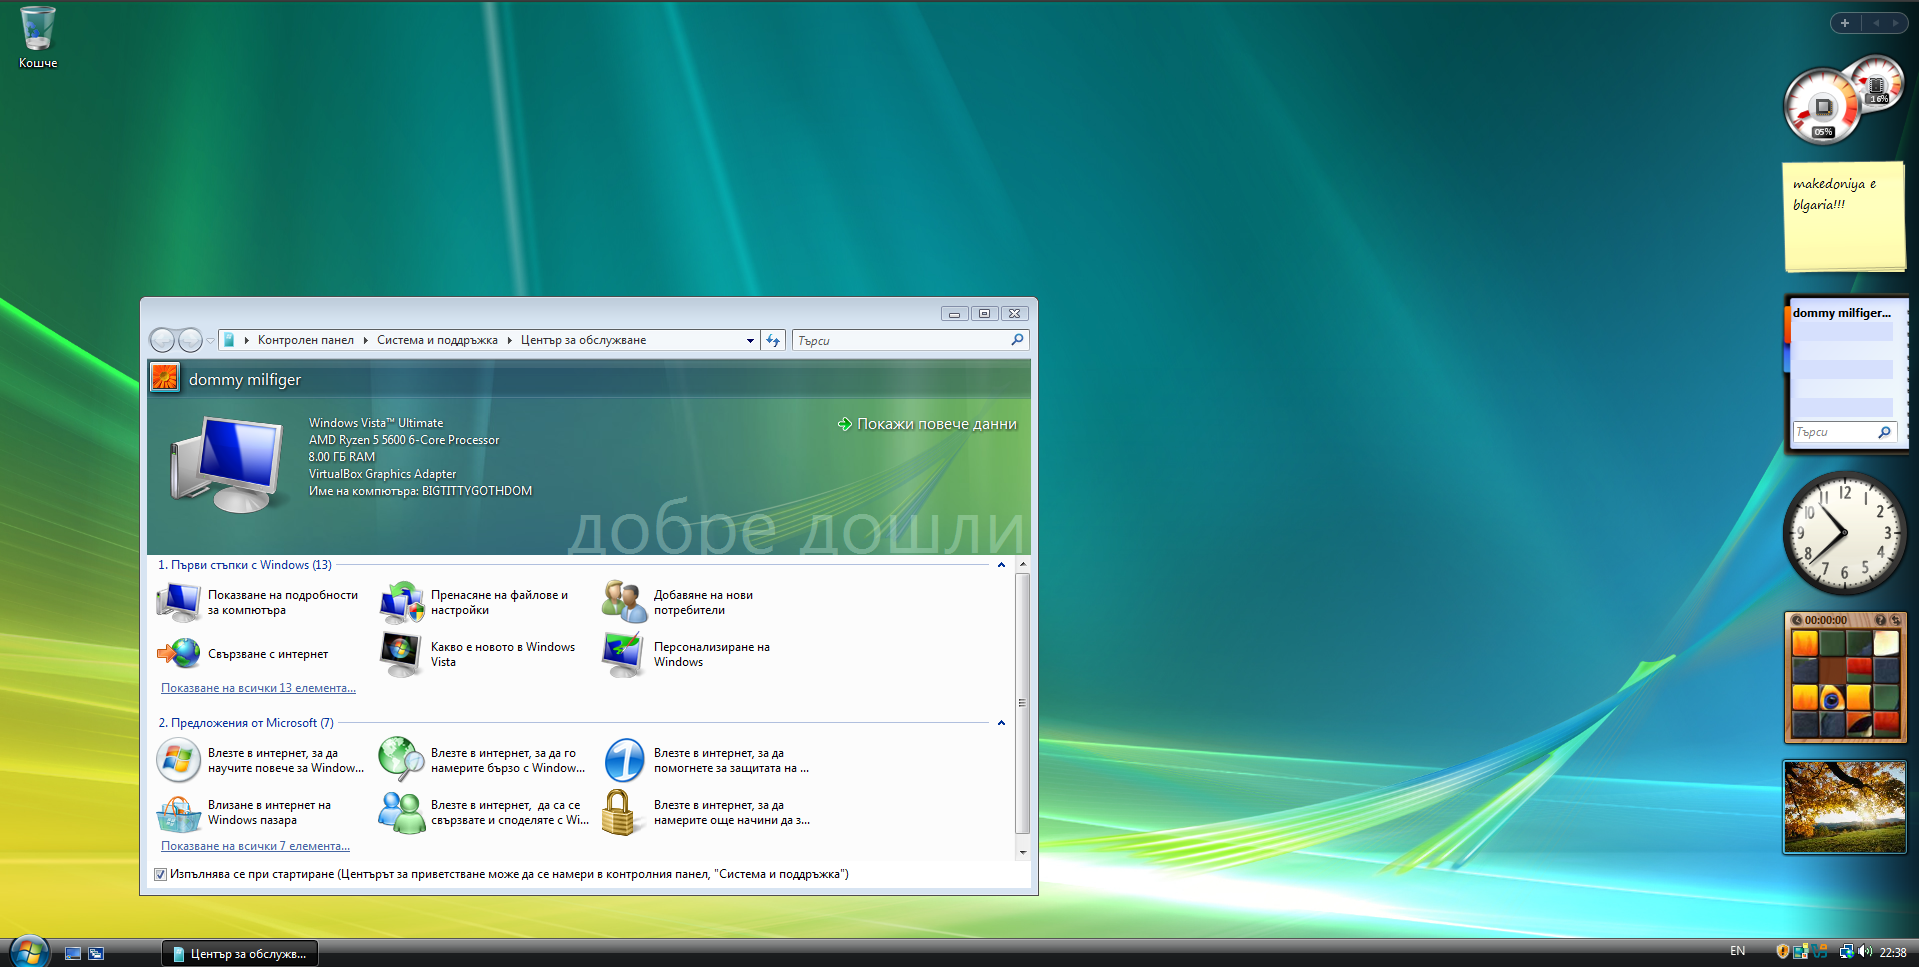 Кошче
16%
05%
makedoniya e
blgaria!!!
dommy milfiger...
Търси
12
1
2
3
4
5
6
7
8
9
10
11
00:00:00
Контролен панел
Система и поддръжка
Център за обслужване
Търси
dommy milfiger
Windows Vista™ Ultimate
AMD Ryzen 5 5600 6-Core Processor
8.00 ГБ RAM
VirtualBox Graphics Adapter
Име на компютъра: BIGTITTYGOTHDOM
Покажи повече данни
добре дошли
1. Първи стъпки с Windows (13)
Показване на подробности
за компютъра
Пренасяне на файлове и
настройки
Добавяне на нови
потребители
Свързване с интернет
Какво е новото в Windows
Vista
Персонализиране на
Windows
Показване на всички 13 елемента...
2. Предложения от Microsoft (7)
Влезте в интернет, за да
научите повече за Window...
Влезте в интернет, за да го
намерите бързо с Window...
Влезте в интернет, за да
помогнете за защитата на ...
Влизане в интернет на
Windows пазара
Влезте в интернет,  да са се
свързвате и споделяте с Wi...
Влезте в интернет, за да
намерите още начини да з...
Показване на всички 7 елемента...
Изпълнява се при стартиране (Центърът за приветстване може да се намери в контролния панел, "Система и поддръжка")
Център за обслужв...
EN
22:38